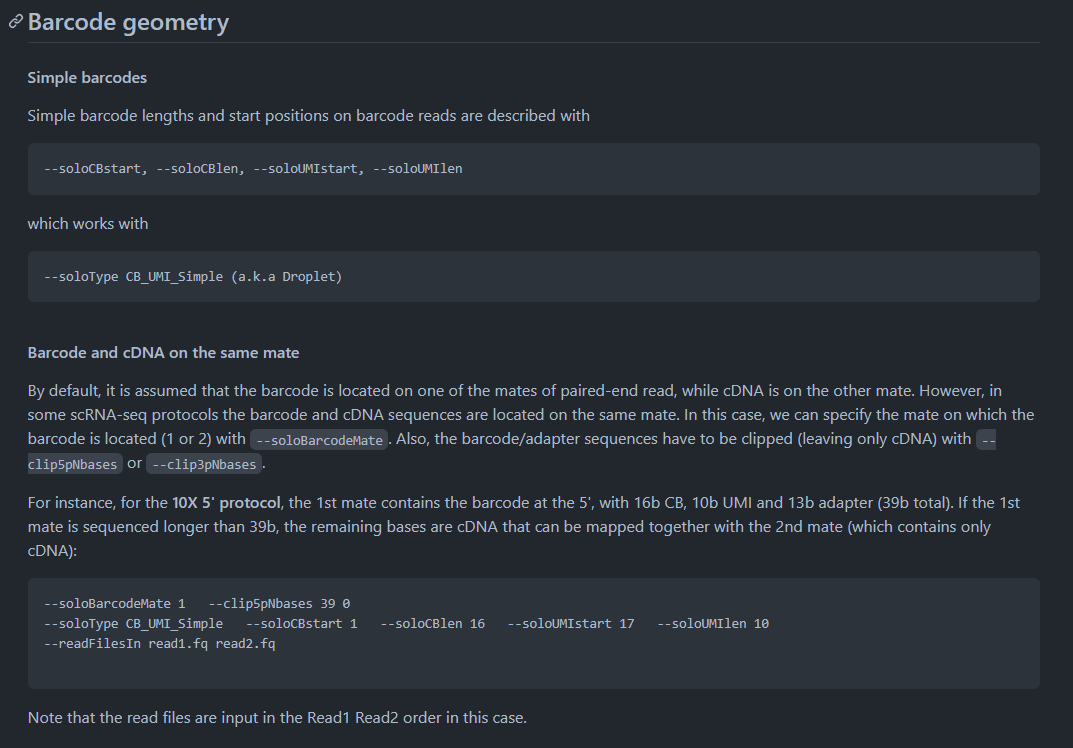 Barcode geometry
Simple barcodes
Simple barcode lengths and start positions on barcode reads are described with
--soloCBstart, --soloCBlen, --soloUMIstart, --soloUMIlen
which works with
--soloType CB_UMI_Simple (a.k.a Droplet)
Barcode and cDNA on the same mate
By default, it is assumed that the barcode is located on one of the mates of paired-end read, while cDNA is on the other mate. However, in
some scRNA-seq protocols the barcode and cDNA sequences are located on the same mate. In this case, we can specify the mate on which the
barcode is located (1 or 2) with --soloBarcodeMate. Also, the barcode/adapter sequences have to be clipped (leaving only cDNA) with --
clip5pNbases or --clip3pNbases.
For instance, for the 10X 5' protocol, the 1st mate contains the barcode at the 5', with 16b CB, 10b UMI and 13b adapter (39b total). If the 1st
mate is sequenced longer than 39b, the remaining bases are cDNA that can be mapped together with the 2nd mate (which contains only
cDNA):
--soloBarcodeMate 1   --clip5pNbases 39 0
--soloType CB_UMI_Simple   --soloCBstart 1   --soloCBlen 16   --soloUMIstart 17   --soloUMIlen 10
--readFilesIn read1.fq read2.fq
Note that the read files are input in the Read1 Read2 order in this case.